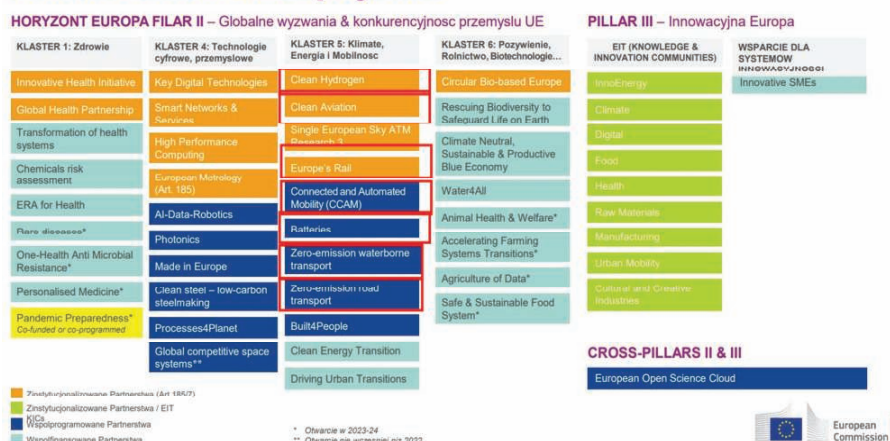 HORYZONT EUROPA FILAR II – Globalne wyzwania & konkurencyjnosc przemyslu UE
KLASTER 1: Zdrowie
Innovative Health Initiative
Global Health Partnership
Transformation of health
systems
Chemicals risk
assessment
ERA for Health
Rare diseases*
One-Health Anti Microbial
Resistance*
Personalised Medicine*
Pandemic Preparedness*
Co-funded or co-programmed
KLASTER 4: Technologie
cyfrowe, przemyslowe
Key Digital Technologies
Smart Networks &
Services
High Performance
Computing
European Metrology
(Art. 185)
AI-Data-Robotics
Photonics
Made in Europe
Clean steel – low-carbon
steelmaking
Processes4Planet
Global competitive space
systems**
KLASTER 5: Klimate,
Energia i Mobilnosc
Clean Hydrogen
Clean Aviation
Single European Sky ATM
Research 3
Europe's Rail
Connected and Automated
Mobility (CCAM)
Batteries
Zero-emission waterborne
transport
Zero-emission road
transport
Built4People
Clean Energy Transition
Driving Urban Transitions
KLASTER 6: Pozywienie,
Rolnictwo, Biotechnologie...
Circular Bio-based Europe
Rescuing Biodiversity to
Safeguard Life on Earth
Climate Neutral,
Sustainable & Productive
Blue Economy
Water4All
Animal Health & Welfare*
Accelerating Farming
Systems Transitions*
Agriculture of Data*
Safe & Sustainable Food
System*
PILLAR III – Innowacyjna Europa
EIT (KNOWLEDGE &
INNOVATION COMMUNITIES)
InnoEnergy
Climate
Digital
Food
Health
Raw Materials
Manufacturing
Urban Mobility
Cultural and Creative
Industries
WSPARCIE DLA
SYSTEMOW
INNOWACYJNOSCI
Innovative SMEs
CROSS-PILLARS II & III
European Open Science Cloud
Zinstytucjonalizowane Partnerstwa (Art 185/7)
Zinstytucjonalizowane Partnerstwa / EIT
KICs
Wspolprogramowane Partnerstwa
Wspolfinansowane Partnerstwa
* Otwarcie w 2023-24
** Otwarcie nie wczesniej niz 2022
European
Commission